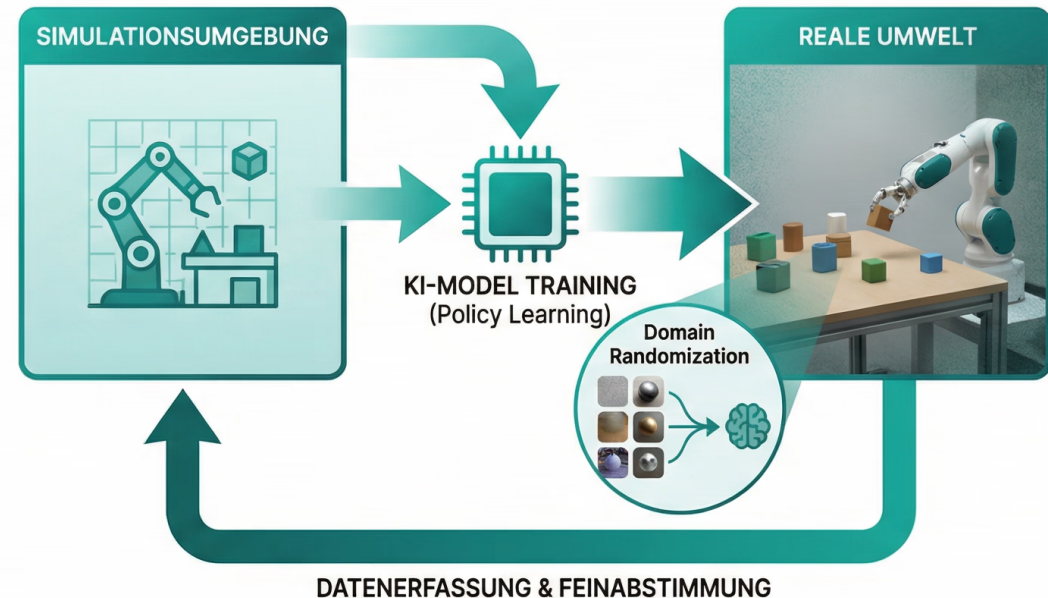 SIMULATIONSUMGEBUNG
REALE UMWELT
KI-MODEL TRAINING
(Policy Learning)
Domain
Randomization
DATENERFASSUNG & FEINABSTIMMUNG